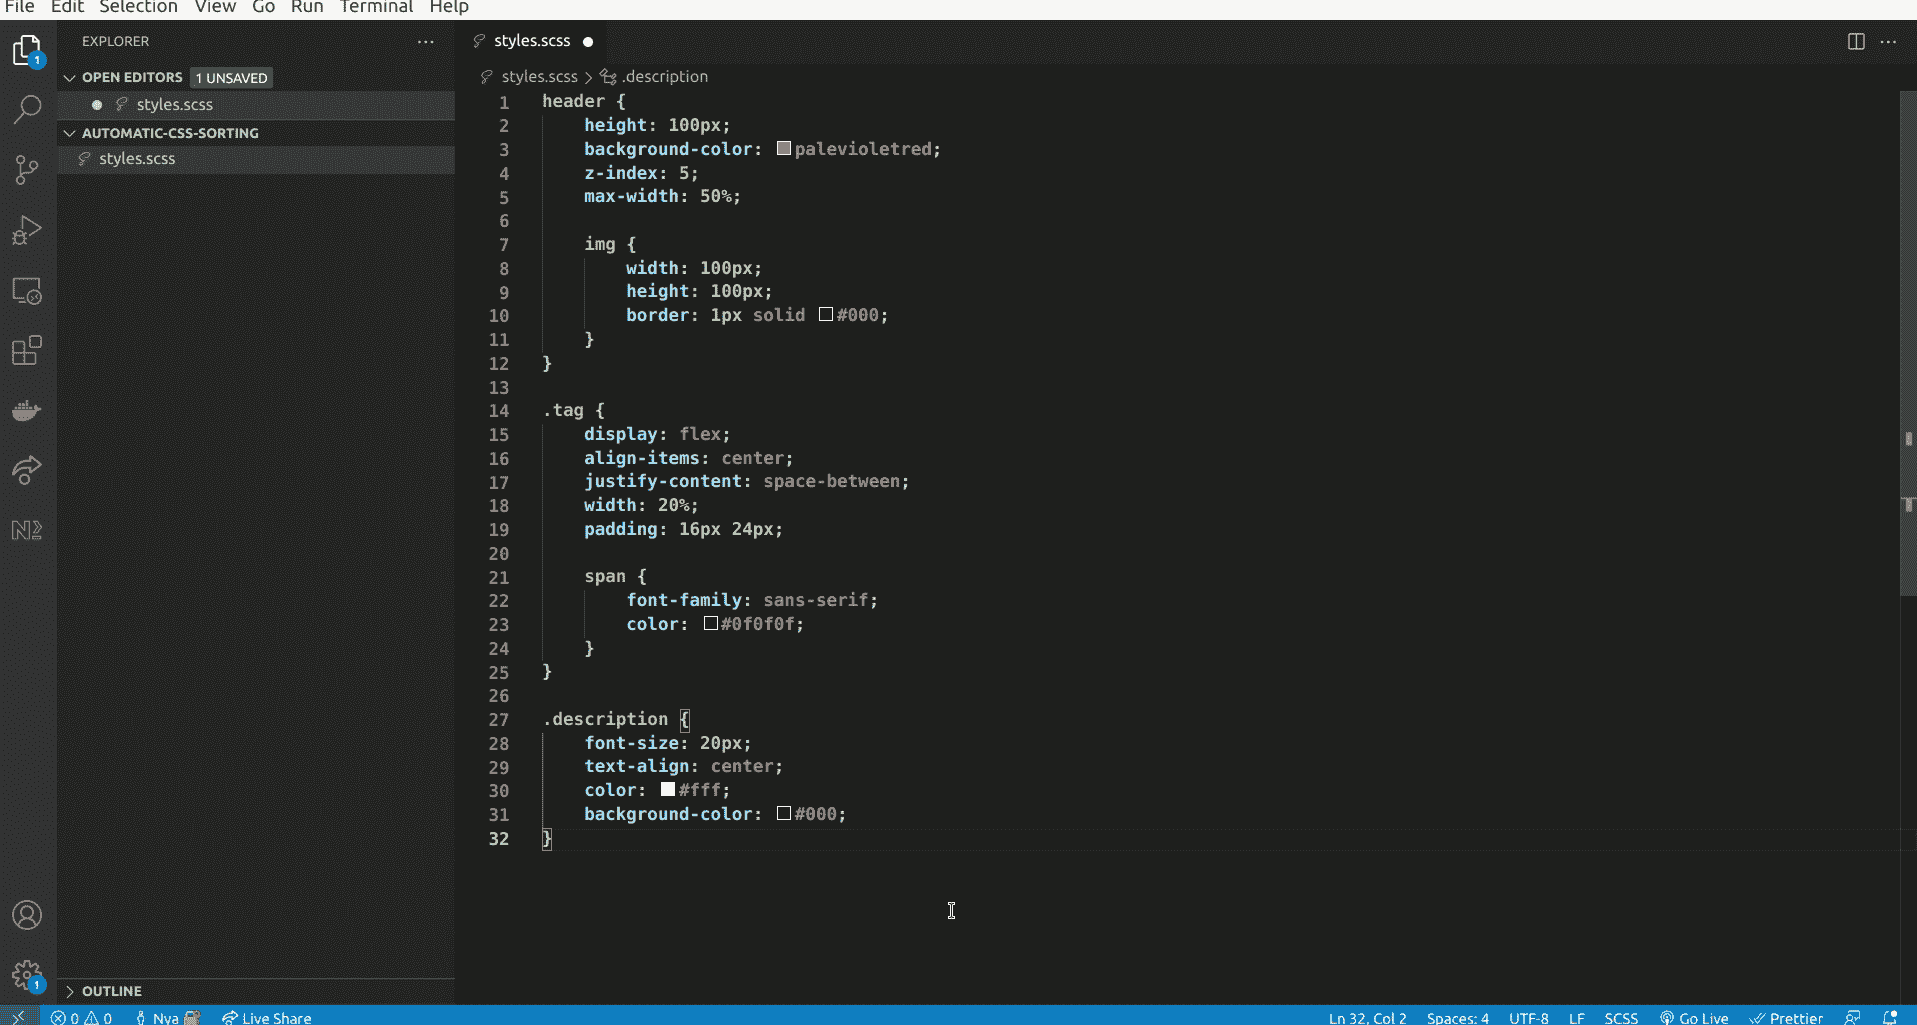 File Edit Selection View Go Run Terminal Help
EXPLORER
OPEN EDITORS 1 UNSAVED
styles.scss
AUTOMATIC-CSS-SORTING
styles.scss
OUTLINE
1
1
styles.scss
styles.scss > .description
1 header {
2 height: 100px;
3 background-color: palevioletred;
4 z-index: 5;
5 max-width: 50%;
6
7 img {
8 width: 100px;
9 height: 100px;
10 border: 1px solid #000;
11 }
12 }
13
14 .tag {
15 display: flex;
16 align-items: center;
17 justify-content: space-between;
18 width: 20%;
19 padding: 16px 24px;
20
21 span {
22 font-family: sans-serif;
23 color: #0f0f0f;
24 }
25 }
26
27 .description {
28 font-size: 20px;
29 text-align: center;
30 color: #fff;
31 background-color: #000;
32 }
0 0 Nya Live Share Ln 32, Col 2 Spaces: 4 UTF-8 LF SCSS Go Live Prettier